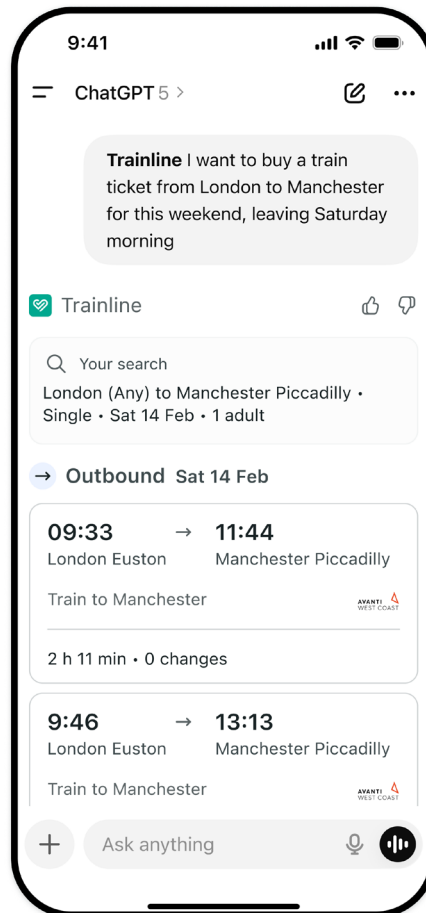 9:41
ChatGPT 5 >
Trainline I want to buy a train
ticket from London to Manchester
for this weekend, leaving Saturday
morning
Trainline
Your search
London (Any) to Manchester Piccadilly •
Single • Sat 14 Feb • 1 adult
→ Outbound Sat 14 Feb
09:33 → 11:44
London Euston Manchester Piccadilly
Train to Manchester AVANTI
WEST COAST
2 h 11 min • 0 changes
9:46 → 13:13
London Euston Manchester Piccadilly
Train to Manchester AVANTI
WEST COAST
Ask anything